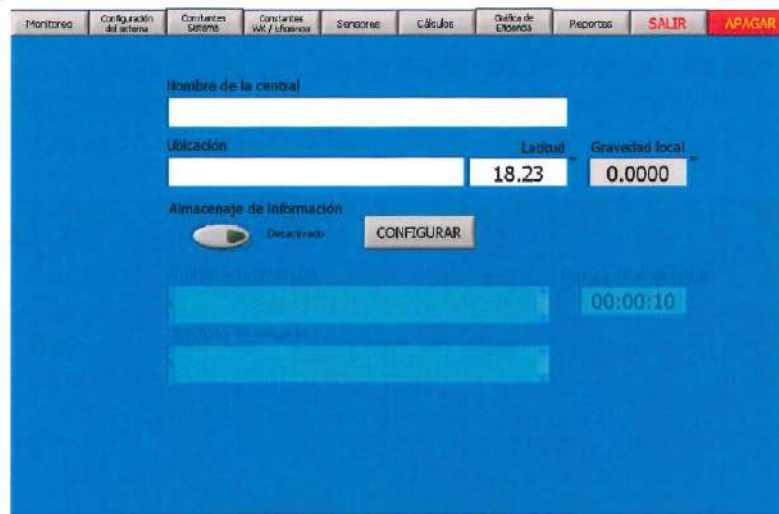 Monitoreo
Configuración del sistema
Constantes Sistema
Constantes WK / Eficiencia
Sensores
Cálculos
Gráfica de Eficiencia
Reportes
SALIR
APAGAR
Nombre de la central
Ubicación
Latitud
Gravedad local
18.23
0.0000
Almacenaje de información
Desactivado
CONFIGURAR
00:00:10